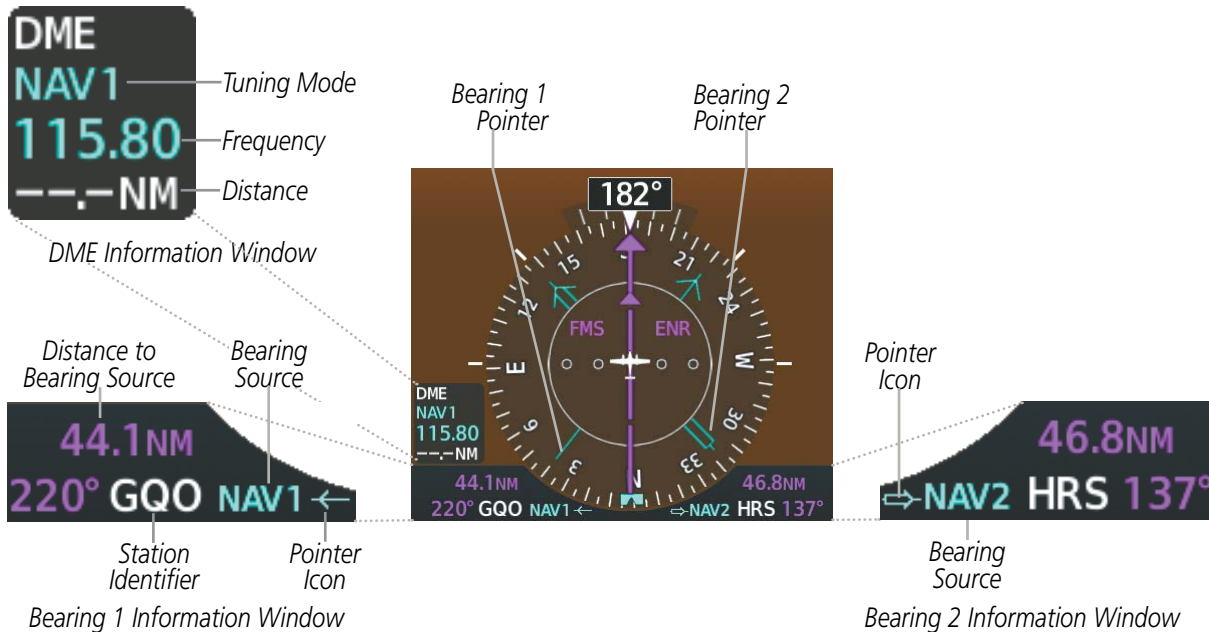 DME
NAV1
115.80
––.–NM
Tuning Mode
Frequency
Distance
DME Information Window
Bearing 1
Pointer
Bearing 2
Pointer
182°
12
15
21
24
E
W
6
3
N
33
30
FMS
ENR
DME
NAV1
115.80
––.–NM
44.1NM
220° GQO NAV1
46.8NM
NAV2 HRS 137°
Distance to
Bearing Source
Bearing
Source
44.1NM
220° GQO NAV1
Station
Identifier
Pointer
Icon
Bearing 1 Information Window
Pointer
Icon
46.8NM
NAV2 HRS 137°
Bearing
Source
Bearing 2 Information Window